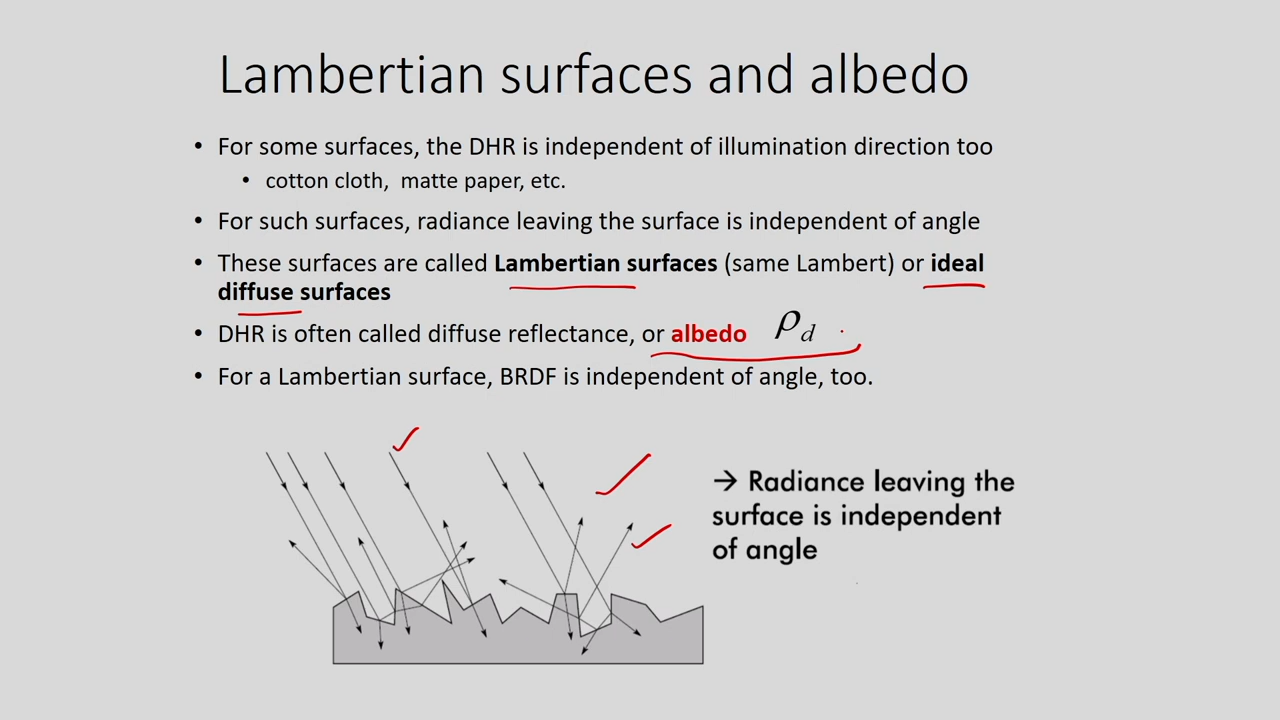 Lambertian surfaces and albedo
• For some surfaces, the DHR is independent of illumination direction too
• cotton cloth, matte paper, etc.
• For such surfaces, radiance leaving the surface is independent of angle
• These surfaces are called Lambertian surfaces (same Lambert) or ideal
diffuse surfaces
• DHR is often called diffuse reflectance, or albedo ρd
• For a Lambertian surface, BRDF is independent of angle, too.
→ Radiance leaving the
surface is independent
of angle